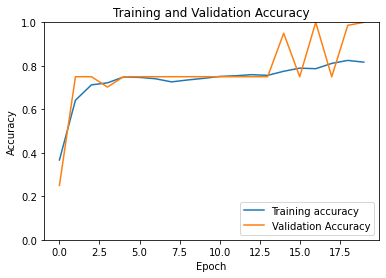 Training and Validation Accuracy
1.0
0.8
0.6
0.4
0.2
0.0
Accuracy
0.0 2.5 5.0 7.5 10.0 12.5 15.0 17.5
Epoch
Training accuracy
Validation Accuracy